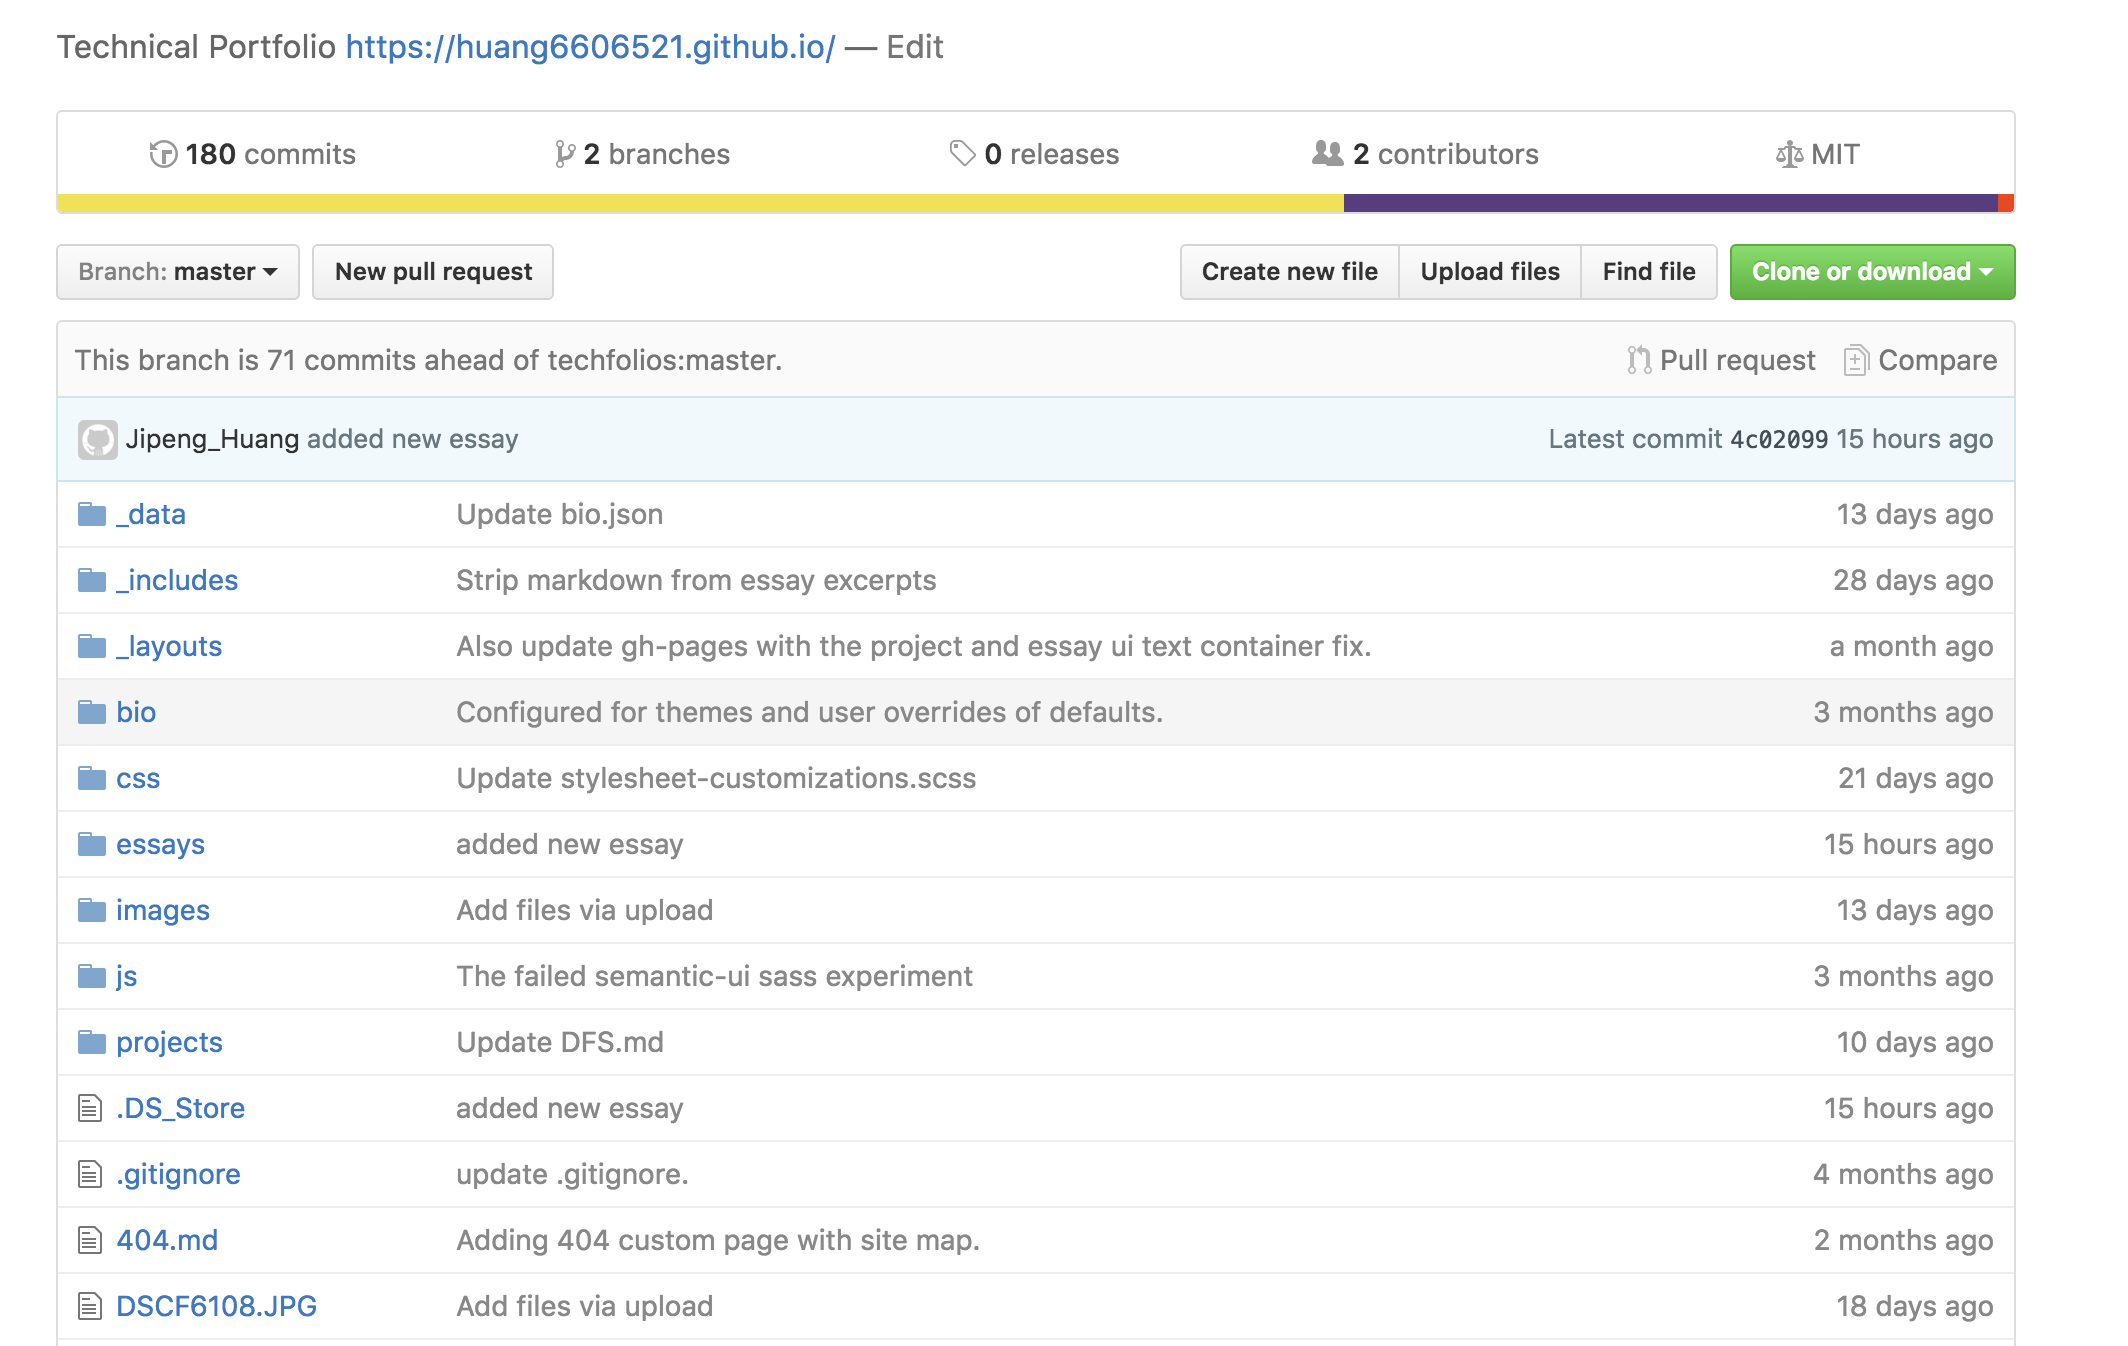 Technical Portfolio https://huang6606521.github.io/ — Edit
180 commits 2 branches 0 releases 2 contributors MIT
Branch: master New pull request Create new file Upload files Find file Clone or download
This branch is 71 commits ahead of techfolios:master. Pull request Compare
Jipeng_Huang added new essay Latest commit 4c02099 15 hours ago
_data Update bio.json 13 days ago
_includes Strip markdown from essay excerpts 28 days ago
_layouts Also update gh-pages with the project and essay ui text container fix. a month ago
bio Configured for themes and user overrides of defaults. 3 months ago
css Update stylesheet-customizations.scss 21 days ago
essays added new essay 15 hours ago
images Add files via upload 13 days ago
js The failed semantic-ui sass experiment 3 months ago
projects Update DFS.md 10 days ago
.DS_Store added new essay 15 hours ago
.gitignore update .gitignore. 4 months ago
404.md Adding 404 custom page with site map. 2 months ago
DSCF6108.JPG Add files via upload 18 days ago